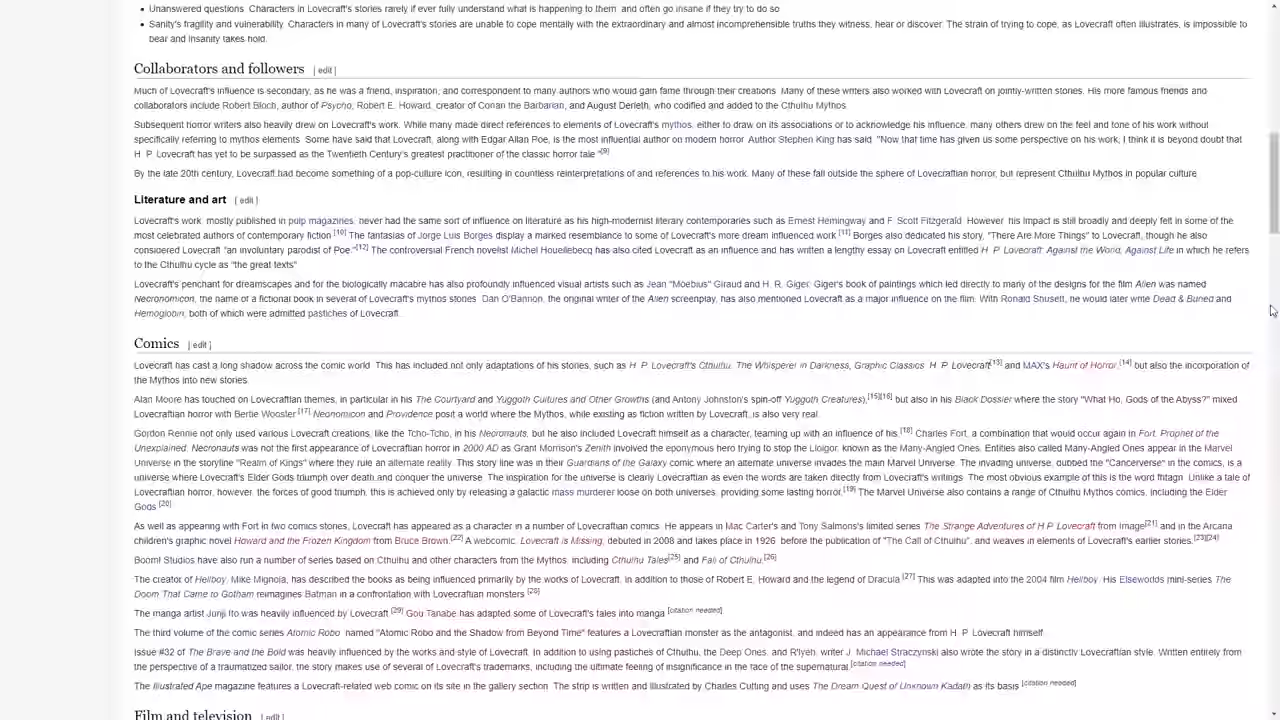 Unanswered questions. Characters in Lovecraft's stories rarely if ever fully understand what is happening to them and often go insane if they try to do so
Sanity's fragility and vulnerability. Characters in many of Lovecraft's stories are unable to cope mentally with the extraordinary and almost incomprehensible truths they witness, hear or discover. The strain of trying to cope, as Lovecraft often illustrates, is impossible to
bear and insanity takes hold.
Collaborators and followers [ edit ]
Much of Lovecraft's influence is secondary, as he was a friend, inspiration, and correspondent to many authors who would gain fame through their creations. Many of these writers also worked with Lovecraft on jointly-written stories. His more famous friends and
collaborators include Robert Bloch, author of Psycho, Robert E. Howard, creator of Conan the Barbarian, and August Derleth, who codified and added to the Cthulhu Mythos.
Subsequent horror writers also heavily drew on Lovecraft's work. While many made direct references to elements of Lovecraft's mythos, either to draw on its associations or to acknowledge his influence, many others drew on the feel and tone of his work without
specifically referring to mythos elements. Some have said that Lovecraft, along with Edgar Allan Poe, is the most influential author on modern horror. Author Stephen King has said: "Now that time has given us some perspective on his work, I think it is beyond doubt that
H. P. Lovecraft has yet to be surpassed as the Twentieth Century's greatest practitioner of the classic horror tale."[9]
By the late 20th century, Lovecraft had become something of a pop-culture icon, resulting in countless reinterpretations of and references to his work. Many of these fall outside the sphere of Lovecraftian horror, but represent Cthulhu Mythos in popular culture.
Literature and art [ edit ]
Lovecraft's work, mostly published in pulp magazines, never had the same sort of influence on literature as his high-modernist literary contemporaries such as Ernest Hemingway and F. Scott Fitzgerald. However, his impact is still broadly and deeply felt in some of the
most celebrated authors of contemporary fiction.[10] The fantasias of Jorge Luis Borges display a marked resemblance to some of Lovecraft's more dream influenced work.[11] Borges also dedicated his story, "There Are More Things" to Lovecraft, though he also
considered Lovecraft "an involuntary parodist of Poe."[12] The controversial French novelist Michel Houellebecq has also cited Lovecraft as an influence and has written a lengthy essay on Lovecraft entitled H. P. Lovecraft: Against the World, Against Life in which he refers
to the Cthulhu cycle as "the great texts".
Lovecraft's penchant for dreamscapes and for the biologically macabre has also profoundly influenced visual artists such as Jean "Moebius" Giraud and H. R. Giger. Giger's book of paintings which led directly to many of the designs for the film Alien was named
Necronomicon, the name of a fictional book in several of Lovecraft's mythos stories. Dan O'Bannon, the original writer of the Alien screenplay, has also mentioned Lovecraft as a major influence on the film. With Ronald Shusett, he would later write Dead & Buried and
Hemoglobin, both of which were admitted pastiches of Lovecraft.
Comics [ edit ]
Lovecraft has cast a long shadow across the comic world. This has included not only adaptations of his stories, such as H. P. Lovecraft's Cthulhu: The Whisperer in Darkness, Graphic Classics: H. P. Lovecraft[13] and MAX's Haunt of Horror,[14] but also the incorporation of
the Mythos into new stories.
Alan Moore has touched on Lovecraftian themes, in particular in his The Courtyard and Yuggoth Cultures and Other Growths (and Antony Johnston's spin-off Yuggoth Creatures),[15][16] but also in his Black Dossier where the story "What Ho, Gods of the Abyss?" mixed
Lovecraftian horror with Bertie Wooster.[17] Neonomicon and Providence posit a world where the Mythos, while existing as fiction written by Lovecraft, is also very real.
Gordon Rennie not only used various Lovecraft creations, like the Tcho-Tcho, in his Necronauts, but he also included Lovecraft himself as a character, teaming up with an influence of his,[18] Charles Fort, a combination that would occur again in Fort: Prophet of the
Unexplained. Necronauts was not the first appearance of Lovecraftian horror in 2000 AD as Grant Morrison's Zenith involved the eponymous hero trying to stop the Lloigor, known as the Many-Angled Ones. Entities also called Many-Angled Ones appear in the Marvel
Universe in the storyline "Realm of Kings" where they rule an alternate reality. This story line was in their Guardians of the Galaxy comic where an alternate universe invades the main Marvel Universe. The invading universe, dubbed the "Cancerverse" in the comics, is a
universe where Lovecraft's Elder Gods triumph over death and conquer the universe. The inspiration for the universe is clearly Lovecraftian as even the words are taken directly from Lovecraft's writings. The most obvious example of this is the word fhtagn. Unlike a tale of
Lovecraftian horror, however, the forces of good triumph, this is achieved only by releasing a galactic mass murderer loose on both universes, providing some lasting horror.[19] The Marvel Universe also contains a range of Cthulhu Mythos comics, including the Elder
Gods.[20]
As well as appearing with Fort in two comics stories, Lovecraft has appeared as a character in a number of Lovecraftian comics. He appears in Mac Carter's and Tony Salmons's limited series The Strange Adventures of H.P. Lovecraft from Image[21] and in the Arcana
children's graphic novel Howard and the Frozen Kingdom from Bruce Brown.[22] A webcomic, Lovecraft is Missing, debuted in 2008 and takes place in 1926, before the publication of "The Call of Cthulhu", and weaves in elements of Lovecraft's earlier stories.[23][24]
Boom! Studios have also run a number of series based on Cthulhu and other characters from the Mythos, including Cthulhu Tales[25] and Fall of Cthulhu.[26]
The creator of Hellboy, Mike Mignola, has described the books as being influenced primarily by the works of Lovecraft, in addition to those of Robert E. Howard and the legend of Dracula.[27] This was adapted into the 2004 film Hellboy. His Elseworlds mini-series The
Doom That Came to Gotham reimagines Batman in a confrontation with Lovecraftian monsters.[28]
The manga artist Junji Ito was heavily influenced by Lovecraft.[29] Gou Tanabe has adapted some of Lovecraft's tales into manga.[citation needed]
The third volume of the comic series Atomic Robo, named "Atomic Robo and the Shadow from Beyond Time" features a Lovecraftian monster as the antagonist, and indeed has an appearance from H. P. Lovecraft himself.
Issue #32 of The Brave and the Bold was heavily influenced by the works and style of Lovecraft. In addition to using pastiches of Cthulhu, the Deep Ones, and R'lyeh, writer J. Michael Straczynski also wrote the story in a distinctly Lovecraftian style. Written entirely from
the perspective of a traumatized sailor, the story makes use of several of Lovecraft's trademarks, including the ultimate feeling of insignificance in the face of the supernatural.[citation needed]
The Illustrated Ape magazine features a Lovecraft-related web comic on its site in the gallery section. The strip is written and illustrated by Charles Cutting and uses The Dream Quest of Unknown Kadath as its basis.[citation needed]
Film and television [ edit ]